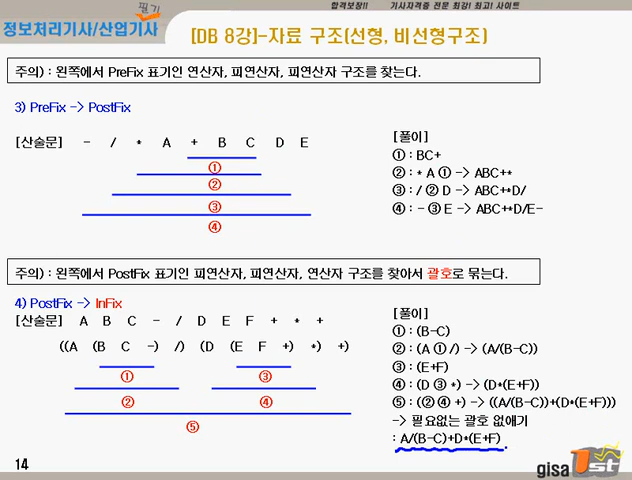 합격보장!! 기사자격증 전문 최강! 최고! 사이트
필기
정보처리기사/산업기사
[DB 8강]-자료 구조(선형, 비선형구조)
주의) : 왼쪽에서 PreFix 표기인 연산자, 피연산자, 피연산자 구조를 찾는다.
3) PreFix -> PostFix
[산술문] - / * A + B C D E
①
②
③
④
[풀이]
① : BC+
② : * A ① -> ABC+*
③ : / ② D -> ABC+*D/
④ : - ③ E -> ABC+*D/E-
주의) : 왼쪽에서 PostFix 표기인 피연산자, 피연산자, 연산자 구조를 찾아서 괄호로 묶는다.
4) PostFix -> InFix
[산술문] A B C - / D E F + * +
((A (B C -) /) (D (E F +) *) +)
① ③
② ④
⑤
[풀이]
① : (B-C)
② : (A ① /) -> (A/(B-C))
③ : (E+F)
④ : (D ③ *) -> (D*(E+F))
⑤ : (② ④ +) -> ((A/(B-C))+(D*(E+F)))
-> 필요없는 괄호 없애기
: A/(B-C)+D*(E+F)
14
gisa 1st